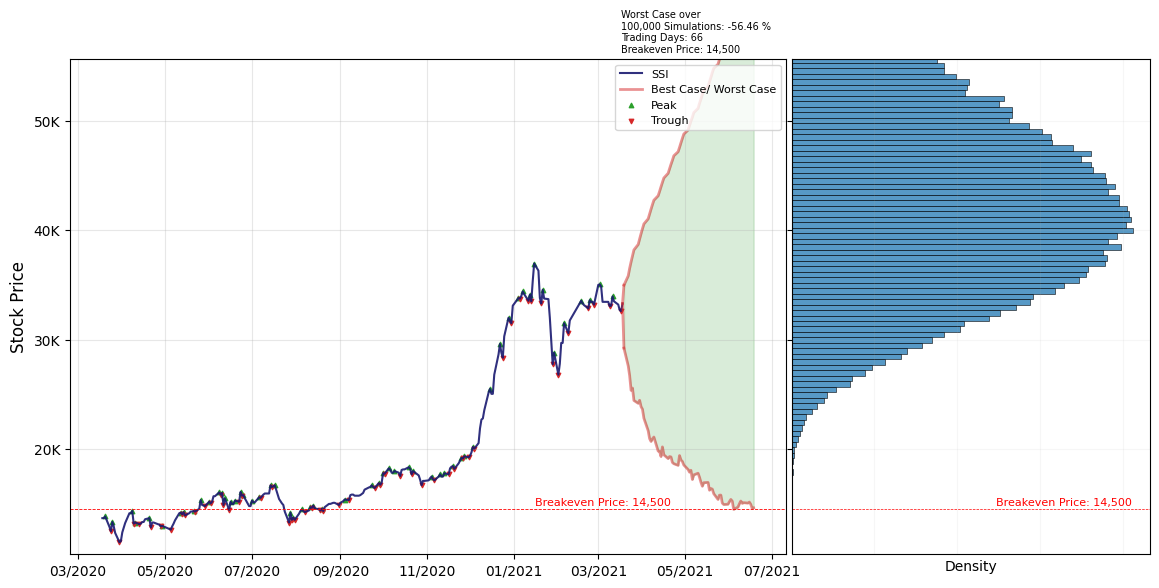 Worst Case over
100,000 Simulations: -56.46 %
Trading Days: 66
Breakeven Price: 14,500
SSI
Best Case/ Worst Case
Peak
Trough
Stock Price
50K
40K
30K
20K
Breakeven Price: 14,500
Breakeven Price: 14,500
03/2020 05/2020 07/2020 09/2020 11/2020 01/2021 03/2021 05/2021 07/2021
Density